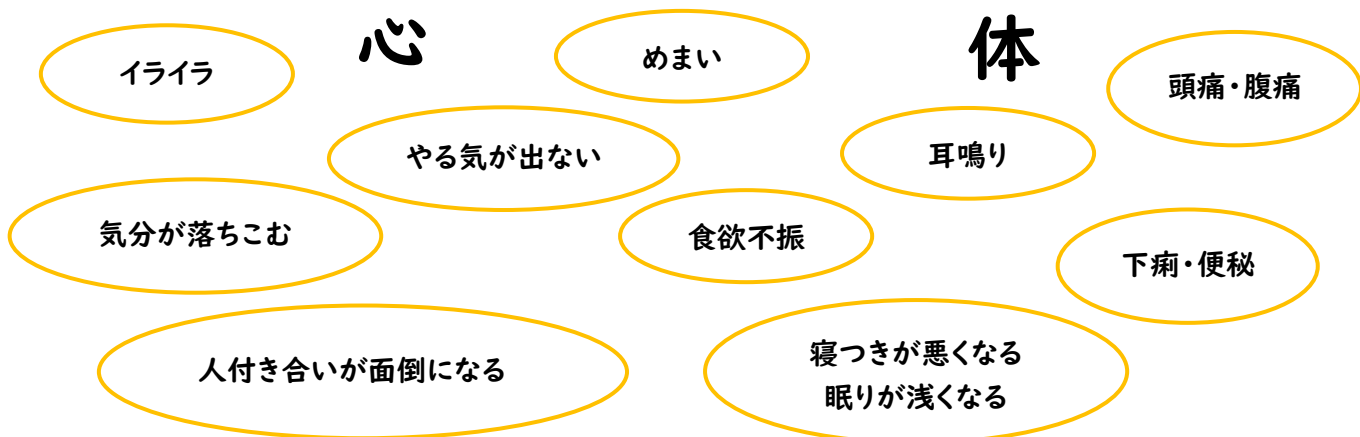 心
体
イライラ
めまい
頭痛・腹痛
やる気が出ない
耳鳴り
気分が落ちこむ
食欲不振
下痢・便秘
人付き合いが面倒になる
寝つきが悪くなる
眠りが浅くなる